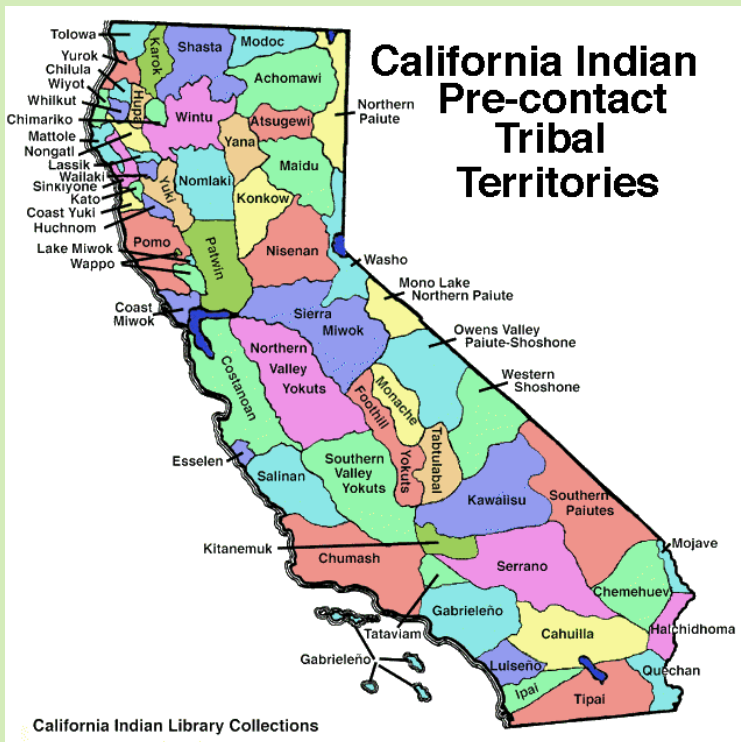 California Indian
Pre-contact
Tribal
Territories
Tolowa
Yurok
Chilula
Wiyot
Whilkut
Chimariko
Mattole
Nongatl
Lassik
Wailaki
Sinkiyone
Kato
Coast Yuki
Huchnom
Lake Miwok
Wappo
Coast
Miwok
Karok
Shasta
Modoc
Achomawi
Northern
Paiute
Hupa
Wintu
Atsugewi
Yana
Maidu
Yuki
Nomlaki
Konkow
Pomo
Patwin
Nisenan
Washo
Mono Lake
Northern Paiute
Sierra
Miwok
Owens Valley
Paiute-Shoshone
Northern
Valley
Yokuts
Costanoan
Western
Shoshone
Monache
Foothill
Yokuts
Tabtulabal
Esselen
Salinan
Southern
Valley
Yokuts
Kawaiisu
Southern
Paiutes
Kitanemuk
Chumash
Mojave
Serrano
Chemehuevi
Tataviam
Gabrieleño
Halchidhoma
Cahuilla
Gabrieleño
Luiseño
Quechan
Ipai
Tipai
California Indian Library Collections